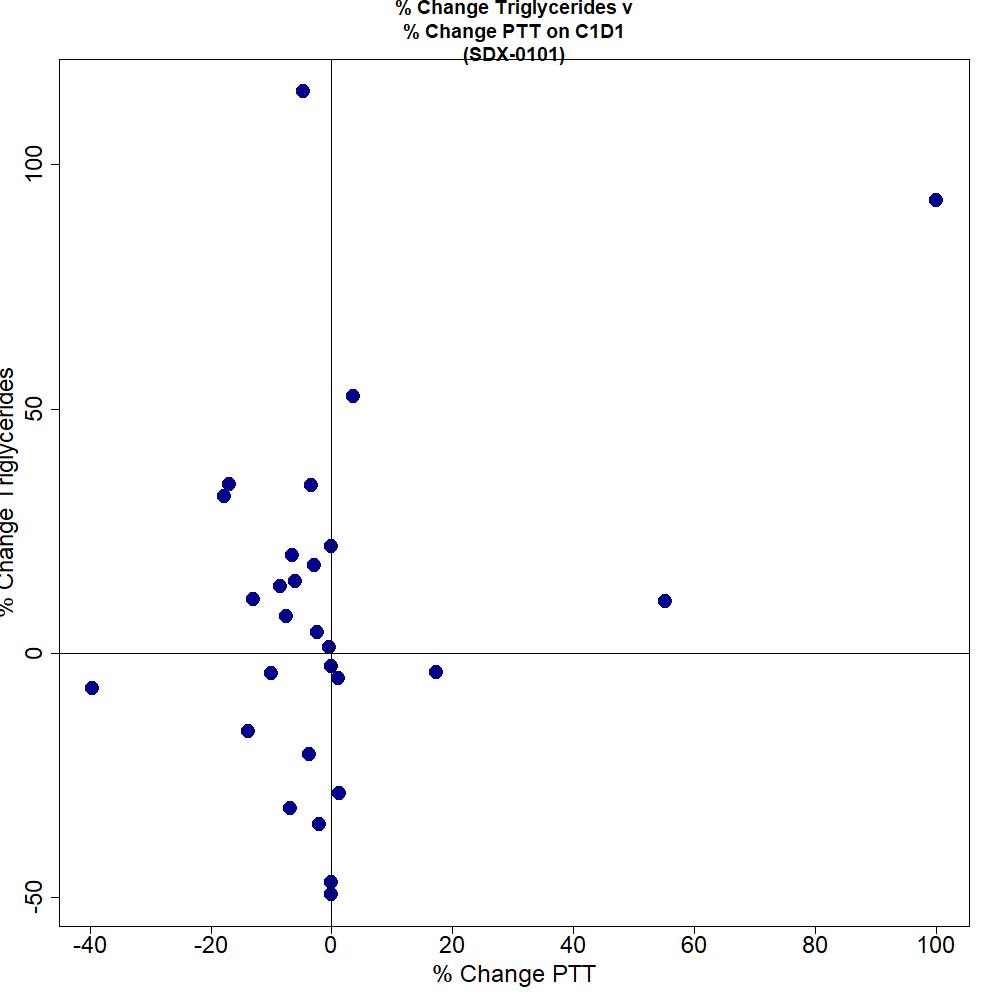 % Change Triglycerides v
% Change PTT on C1D1
(SDX-0101)
% Change Triglycerides
100
50
0
-50
-40
-20
0
20
40
60
80
100
% Change PTT